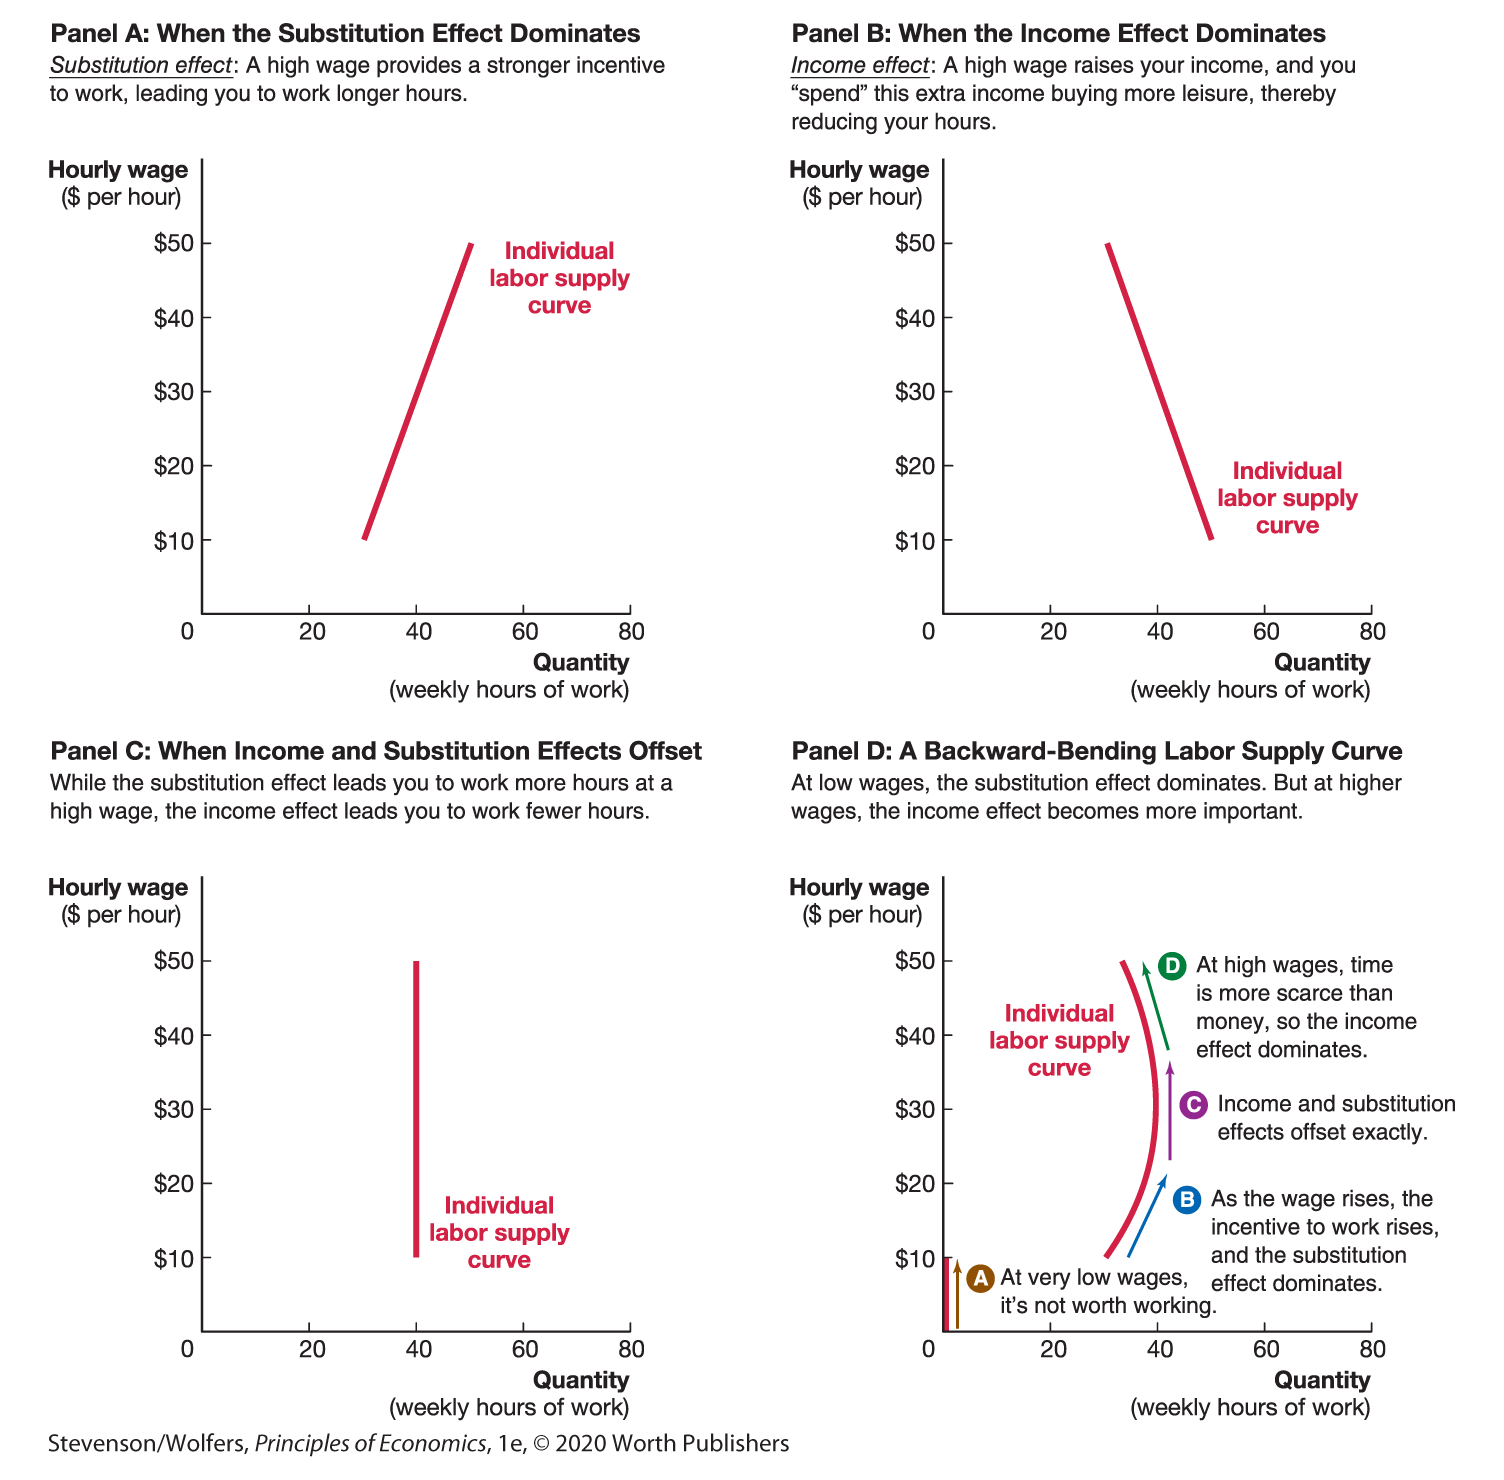 Panel A: When the Substitution Effect Dominates
Substitution effect: A high wage provides a stronger incentive
to work, leading you to work longer hours.
Hourly wage
($ per hour)
$50
$40
$30
$20
$10
Individual
labor supply
curve
0 20 40 60 80
Quantity
(weekly hours of work)
Panel B: When the Income Effect Dominates
Income effect: A high wage raises your income, and you
“spend” this extra income buying more leisure, thereby
reducing your hours.
Hourly wage
($ per hour)
$50
$40
$30
$20
$10
Individual
labor supply
curve
0 20 40 60 80
Quantity
(weekly hours of work)
Panel C: When Income and Substitution Effects Offset
While the substitution effect leads you to work more hours at a
high wage, the income effect leads you to work fewer hours.
Hourly wage
($ per hour)
$50
$40
$30
$20
$10
Individual
labor supply
curve
0 20 40 60 80
Quantity
(weekly hours of work)
Panel D: A Backward-Bending Labor Supply Curve
At low wages, the substitution effect dominates. But at higher
wages, the income effect becomes more important.
Hourly wage
($ per hour)
$50
$40
$30
$20
$10
Individual
labor supply
curve
D At high wages, time
is more scarce than
money, so the income
effect dominates.
C Income and substitution
effects offset exactly.
B As the wage rises, the
incentive to work rises,
and the substitution
effect dominates.
A At very low wages,
it’s not worth working.
0 20 40 60 80
Quantity
(weekly hours of work)
Stevenson/Wolfers, Principles of Economics, 1e, © 2020 Worth Publishers